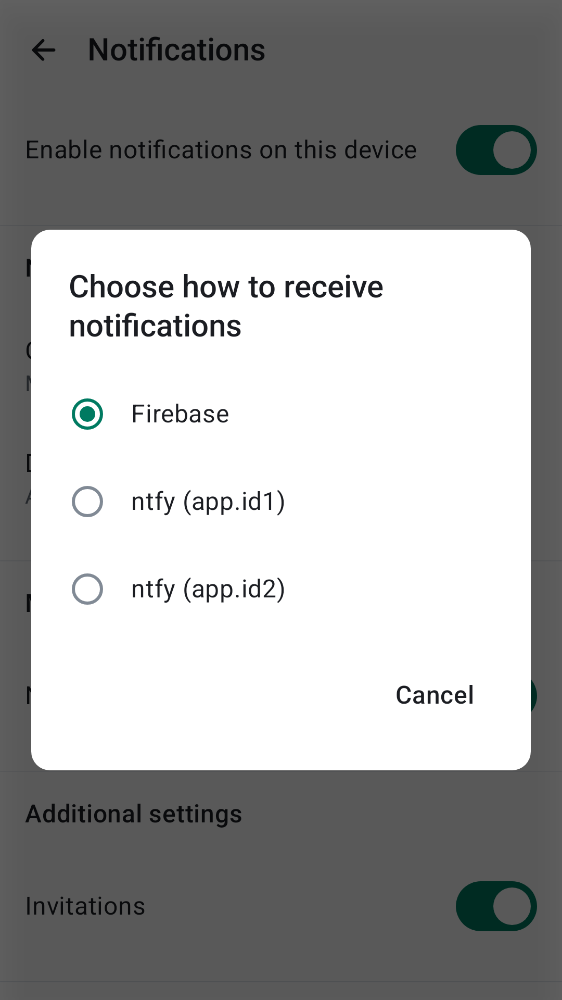 Notifications
Enable notifications on this device
Choose how to receive
notifications
Firebase
ntfy (app.id1)
ntfy (app.id2)
Cancel
Additional settings
Invitations